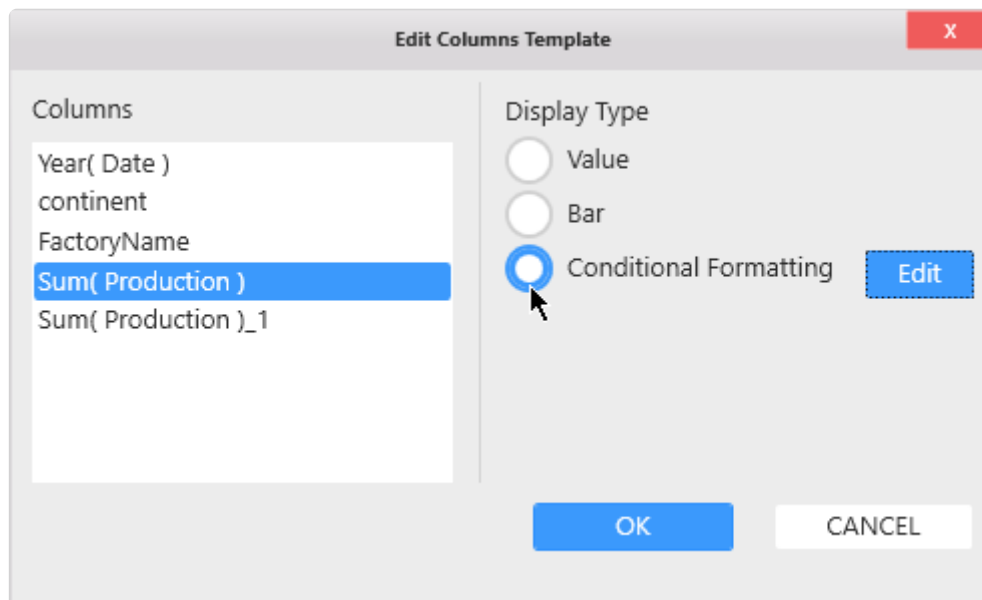 Edit Columns Template
X
Columns
Year( Date )
continent
FactoryName
Sum( Production )
Sum( Production )_1
Display Type
Value
Bar
Conditional Formatting
Edit
OK
CANCEL